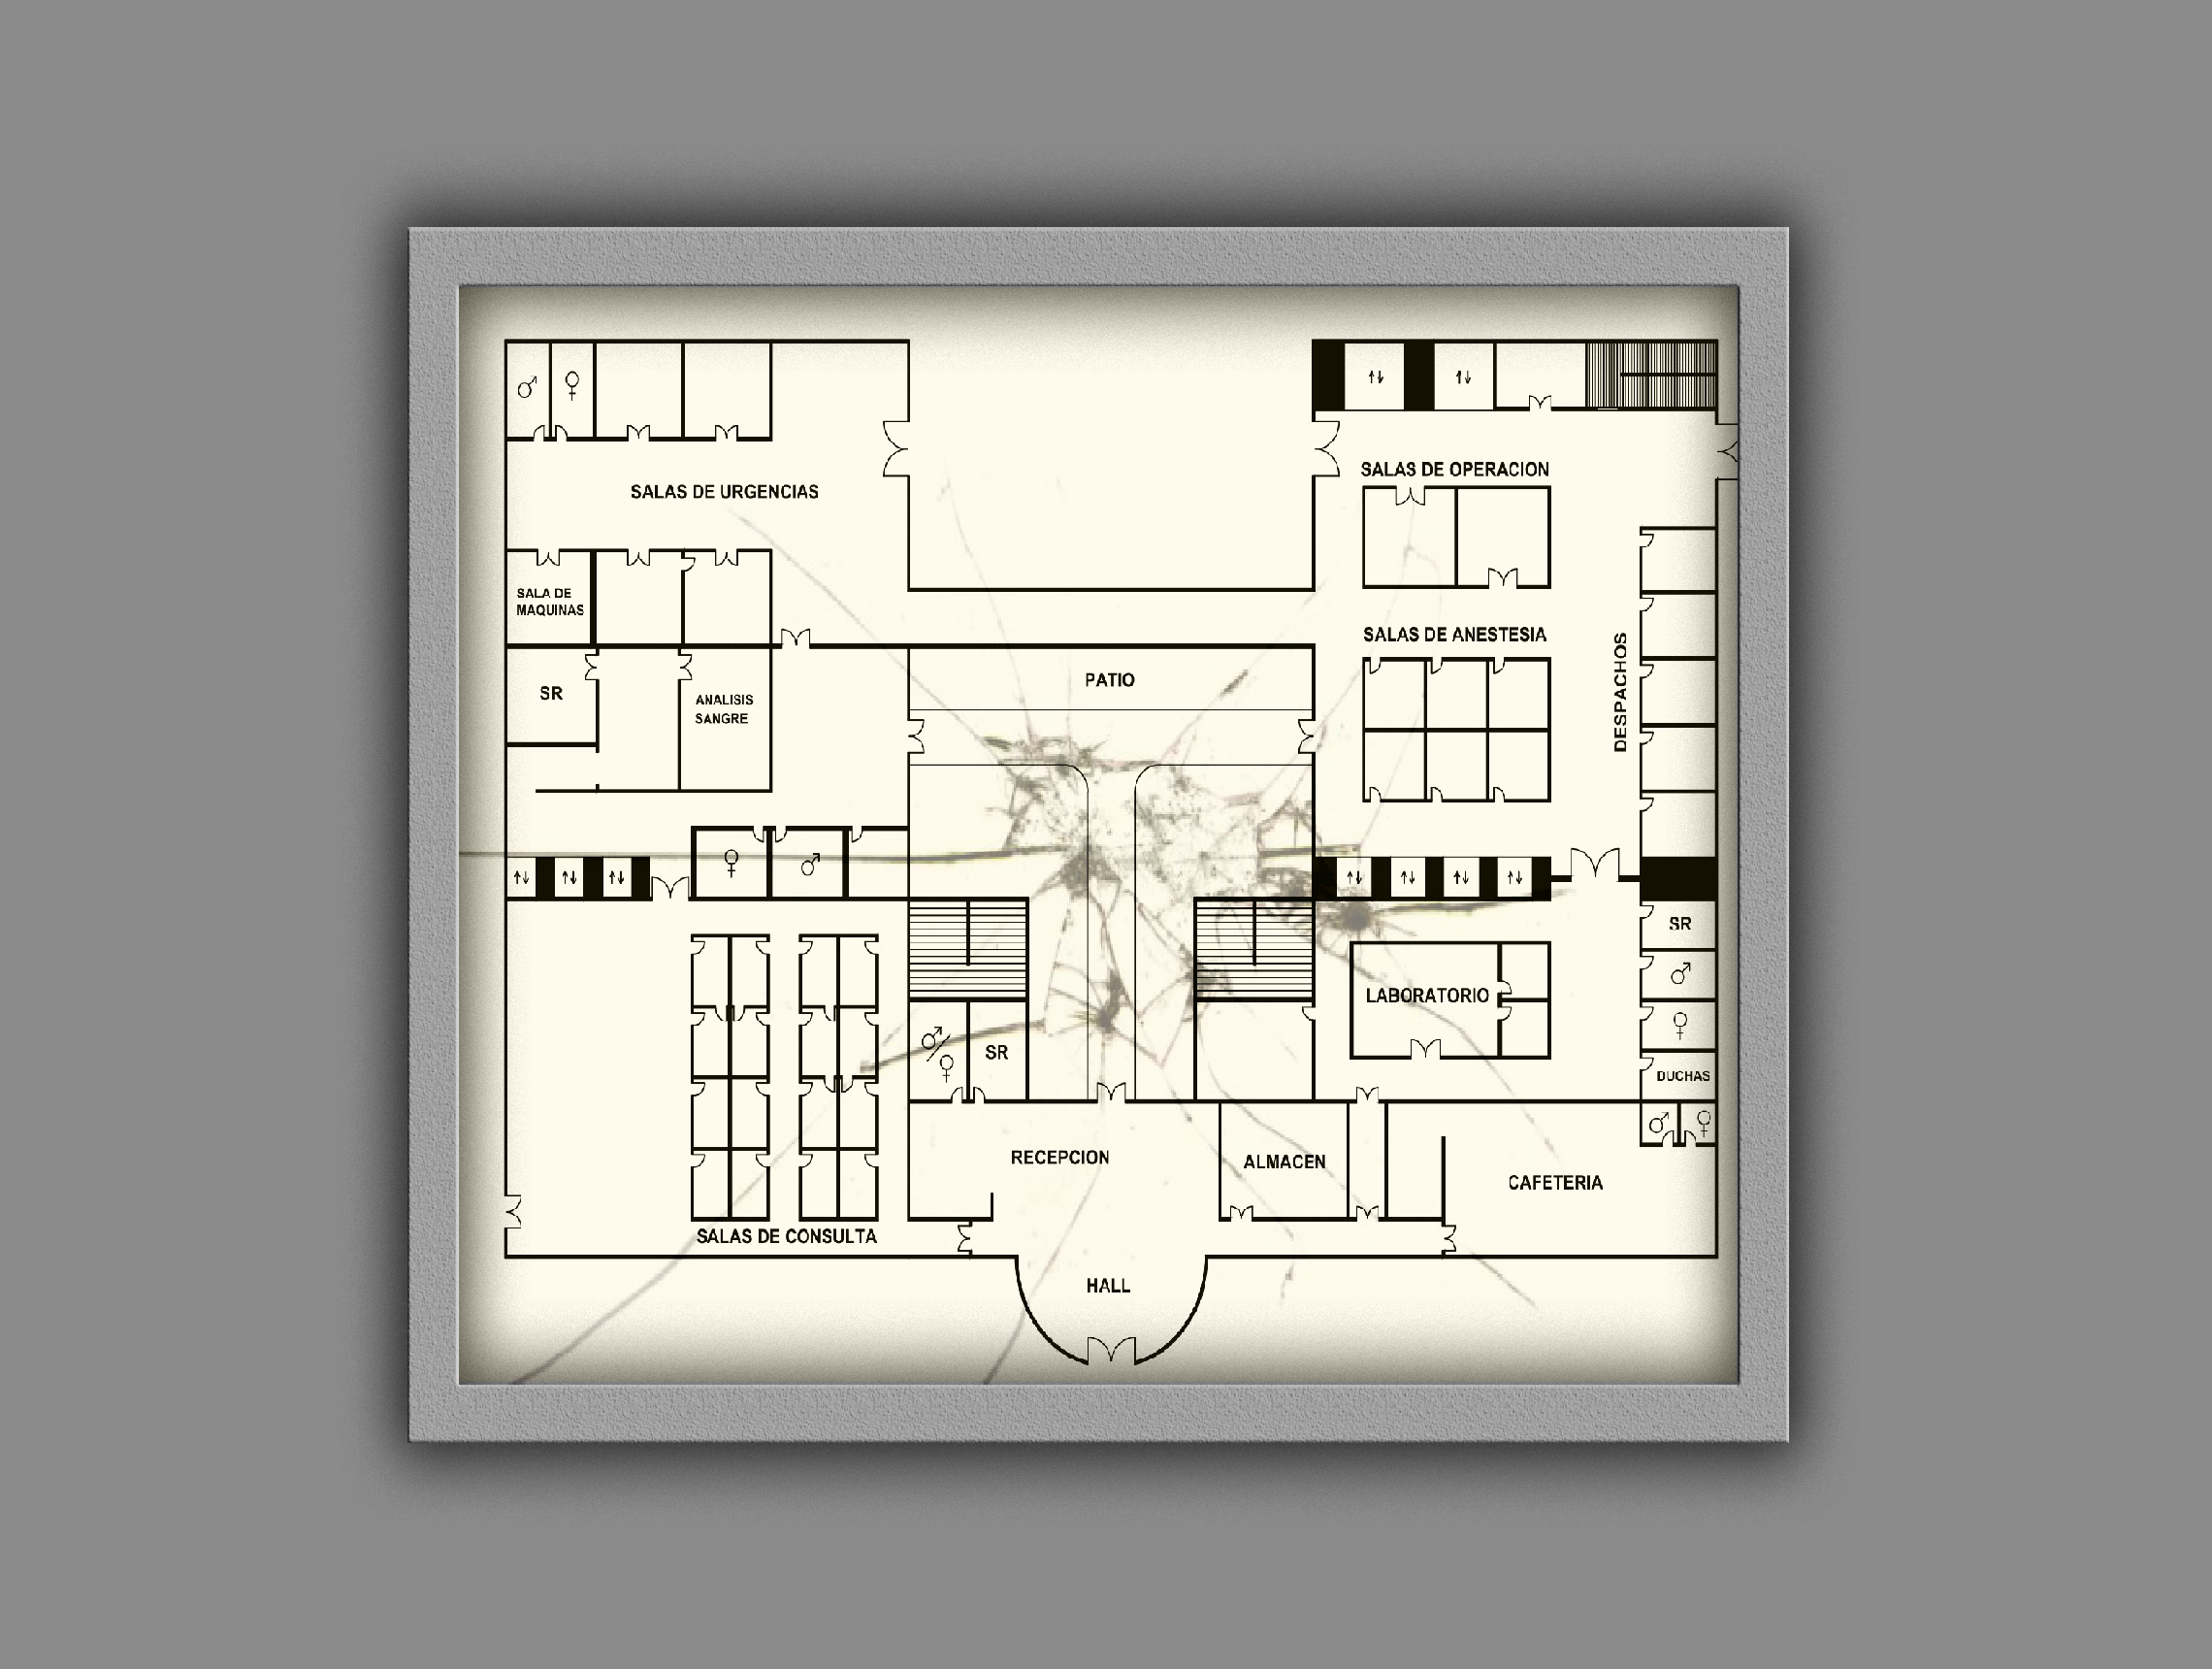 SALAS DE URGENCIAS
SALAS DE OPERACION
SALA DE
MAQUINAS
SALAS DE ANESTESIA
DESPACHOS
SR
ANALISIS
SANGRE
PATIO
SR
LABORATORIO
SR
DUCHAS
RECEPCION
ALMACEN
CAFETERIA
SALAS DE CONSULTA
HALL